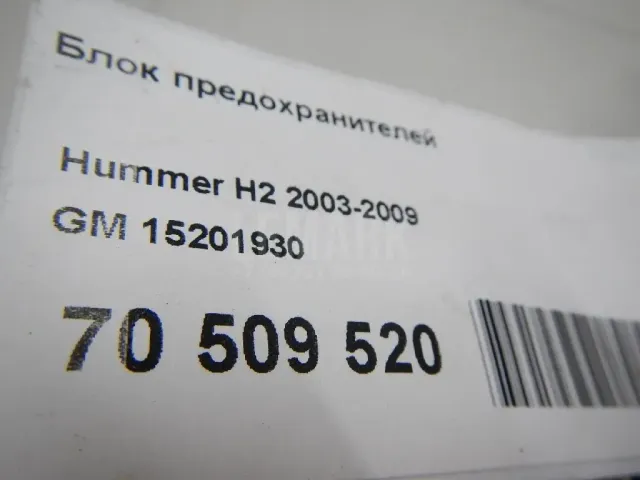 Блок предохранителей
Hummer H2 2003-2009
GM 15201930
70 509 520